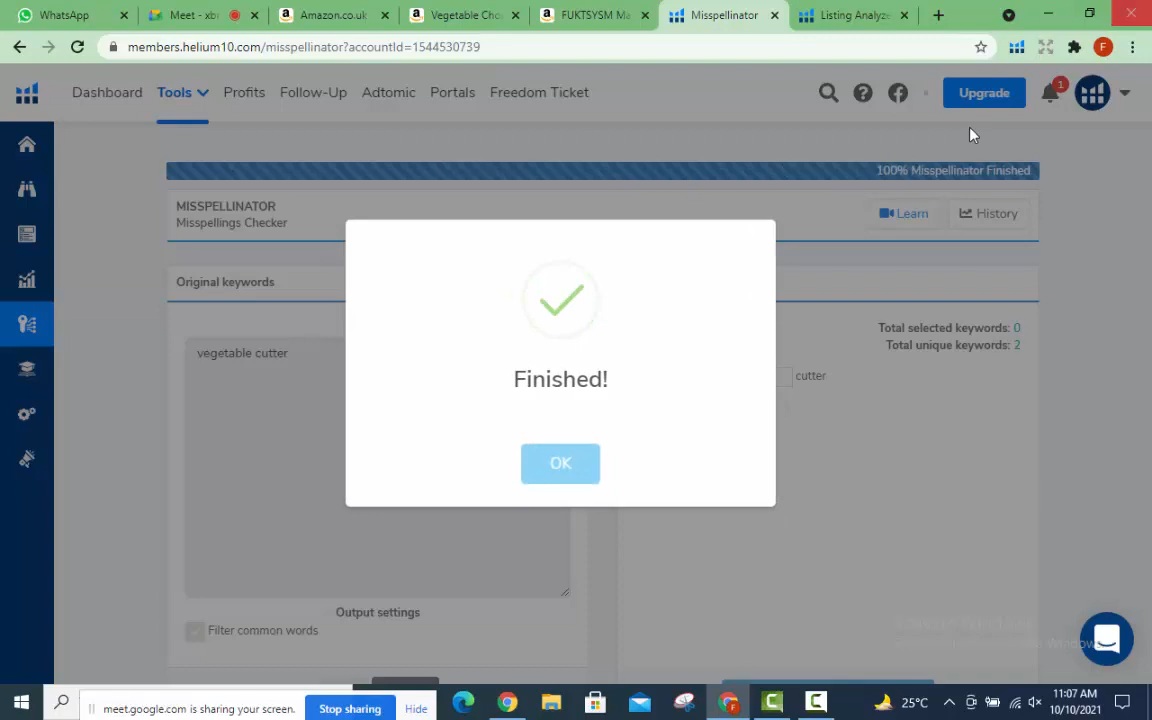 WhatsApp
Meet - xb
Amazon.co.uk
Vegetable Cho
FUKTSYSM Ma
Misspellinator
Listing Analyze
members.helium10.com/misspellinator?accountId=1544530739
F
Dashboard
Tools
Profits
Follow-Up
Adtomic
Portals
Freedom Ticket
Upgrade
1
100% Misspellinator Finished
MISSPELLINATOR
Misspellings Checker
Learn
History
Original keywords
Total selected keywords: 0
Total unique keywords: 2
vegetable cutter
cutter
Finished!
OK
Output settings
Filter common words
meet.google.com is sharing your screen.
Stop sharing
Hide
25°C
11:07 AM
10/10/2021